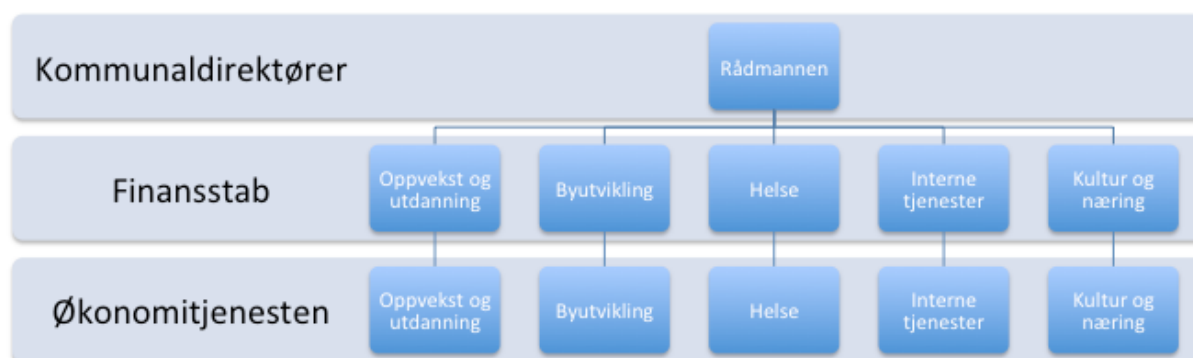 Kommunaldirektører
Rådmannen
Finansstab
Oppvekst og
utdanning
Byutvikling
Helse
Interne
tjenester
Kultur og
næring
Økonomitjenesten
Oppvekst og
utdanning
Byutvikling
Helse
Interne
tjenester
Kultur og
næring